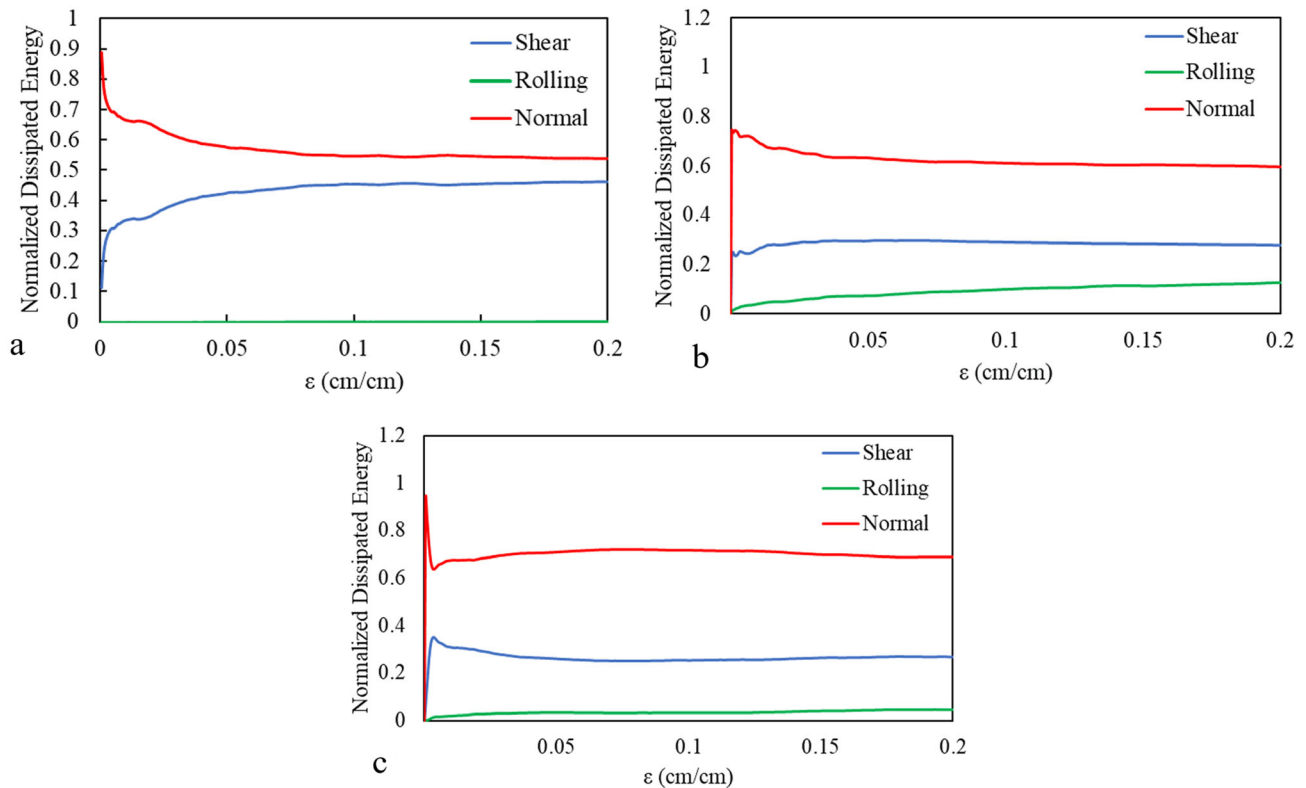 Normalized Dissipated Energy
1
0.9
0.8
0.7
0.6
0.5
0.4
0.3
0.2
0.1
0
Shear
Rolling
Normal
0
0.05
0.1
0.15
0.2
ε (cm/cm)
a
Normalized Dissipated Energy
1.2
1
0.8
0.6
0.4
0.2
0
Shear
Rolling
Normal
0.05
0.1
0.15
0.2
ε (cm/cm)
b
Normalized Dissipated Energy
1.2
1
0.8
0.6
0.4
0.2
0
Shear
Rolling
Normal
0.05
0.1
0.15
0.2
ε (cm/cm)
c